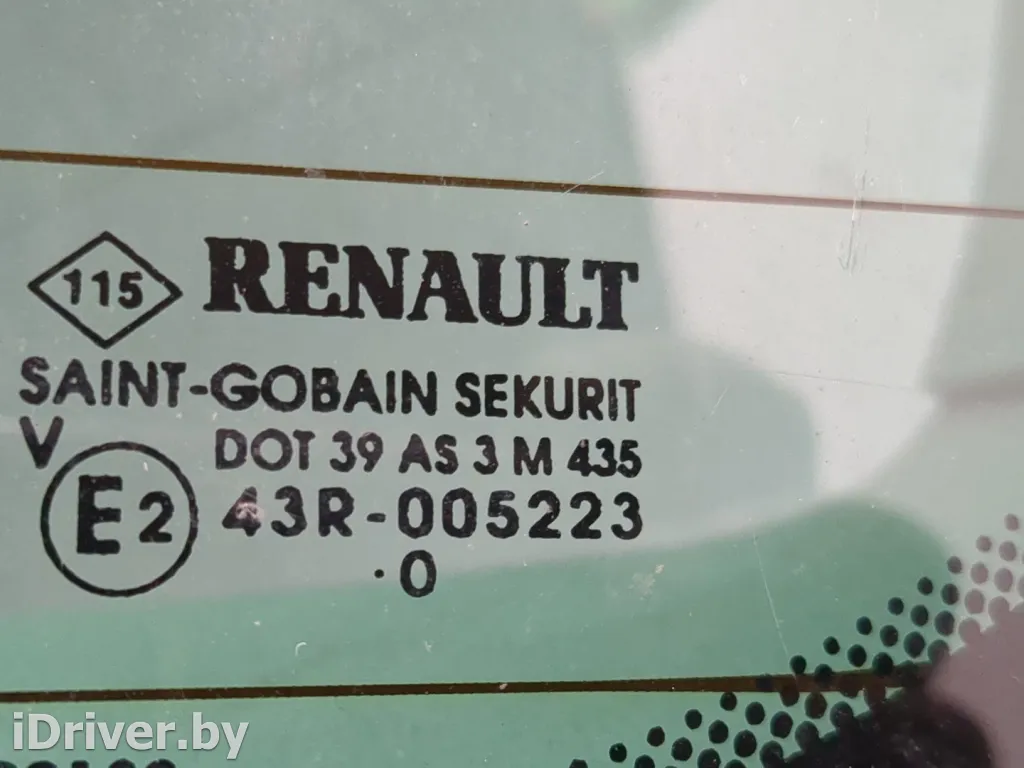 115 RENAULT
SAINT-GOBAIN SEKURIT
V DOT 39 AS 3 M 435
E2 43R-005223
.0
iDriver.by